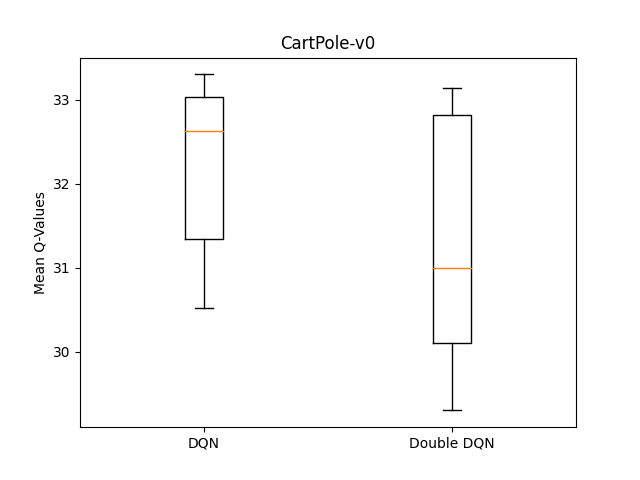 CartPole-v0
Mean Q-Values
33
32
31
30
DQN
Double DQN